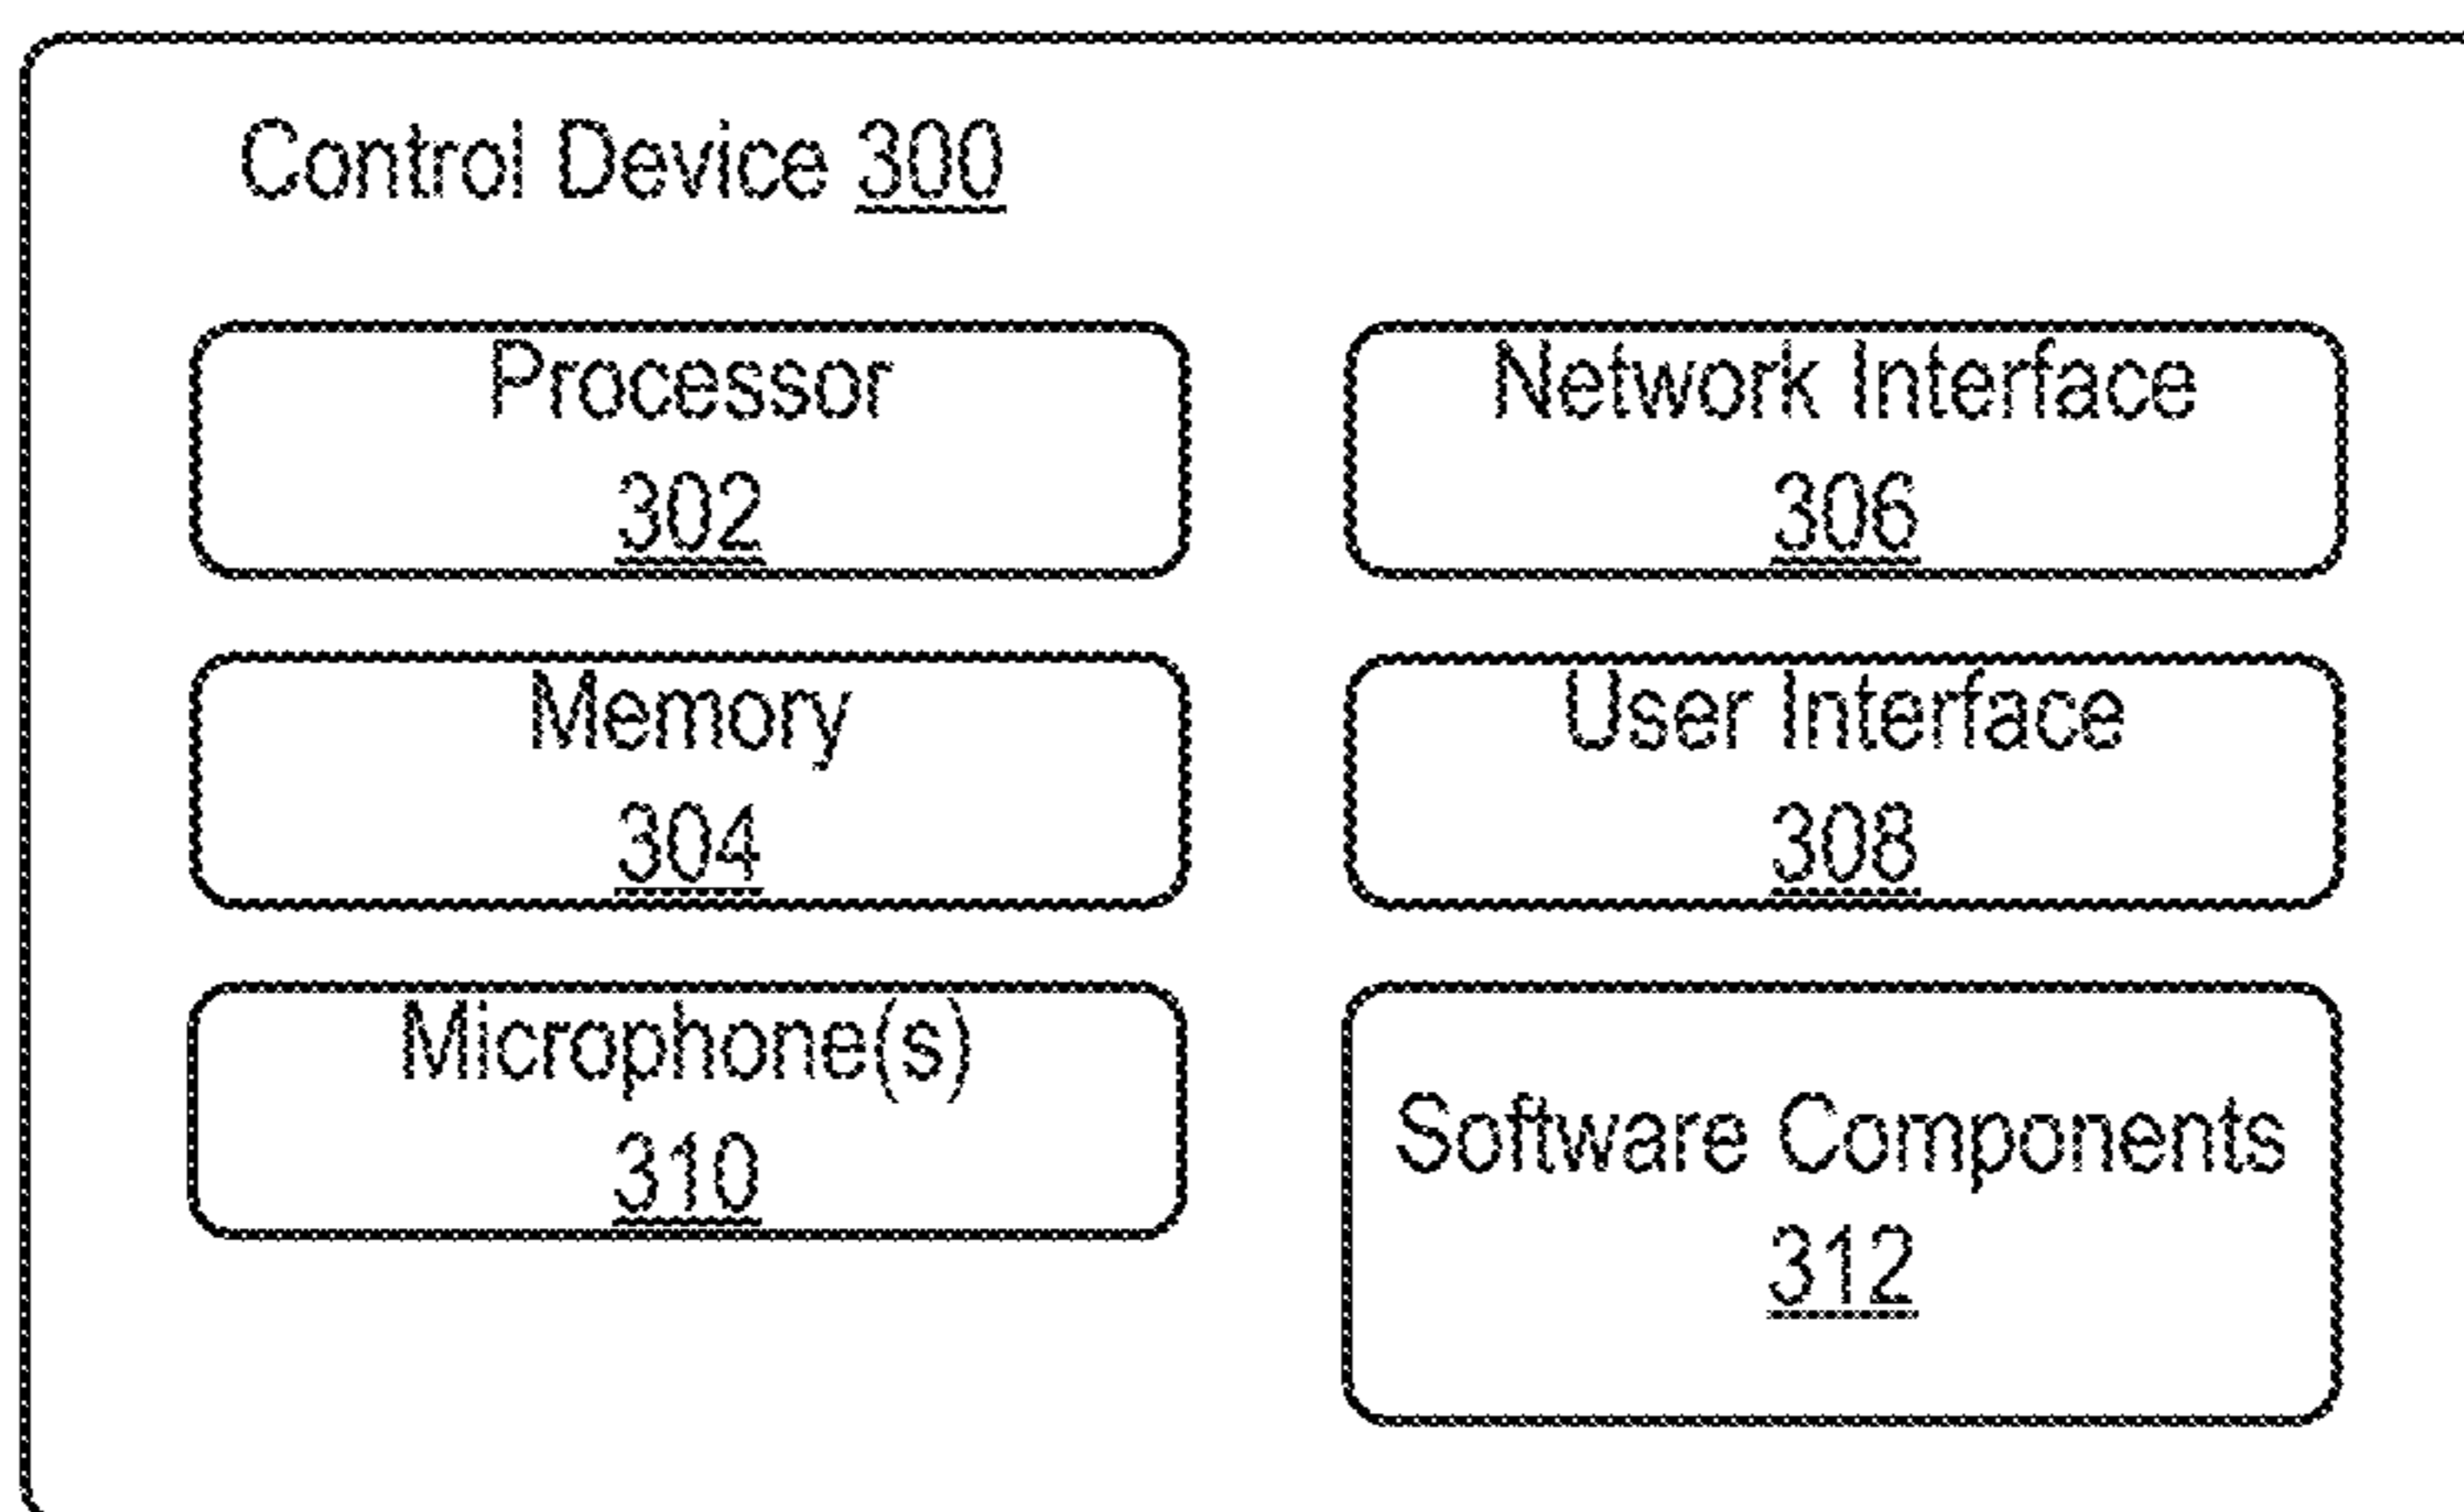 Control Device 300
Processor
302
Network Interface
306
Memory
304
User Interface
308
Microphone(s)
310
Software Components
312